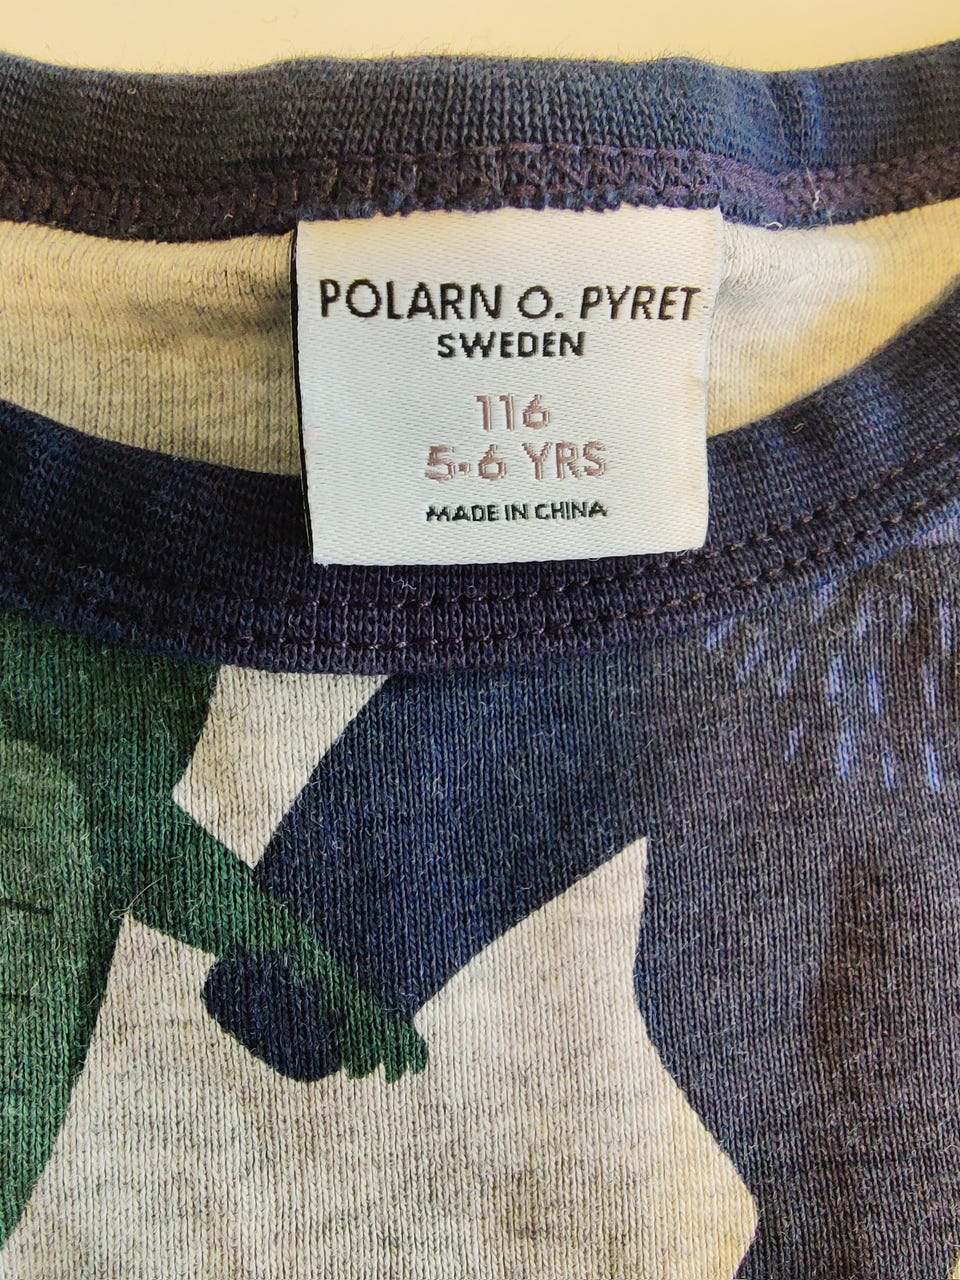 POLARN O. PYRET
SWEDEN
116
5-6 YRS
MADE IN CHINA